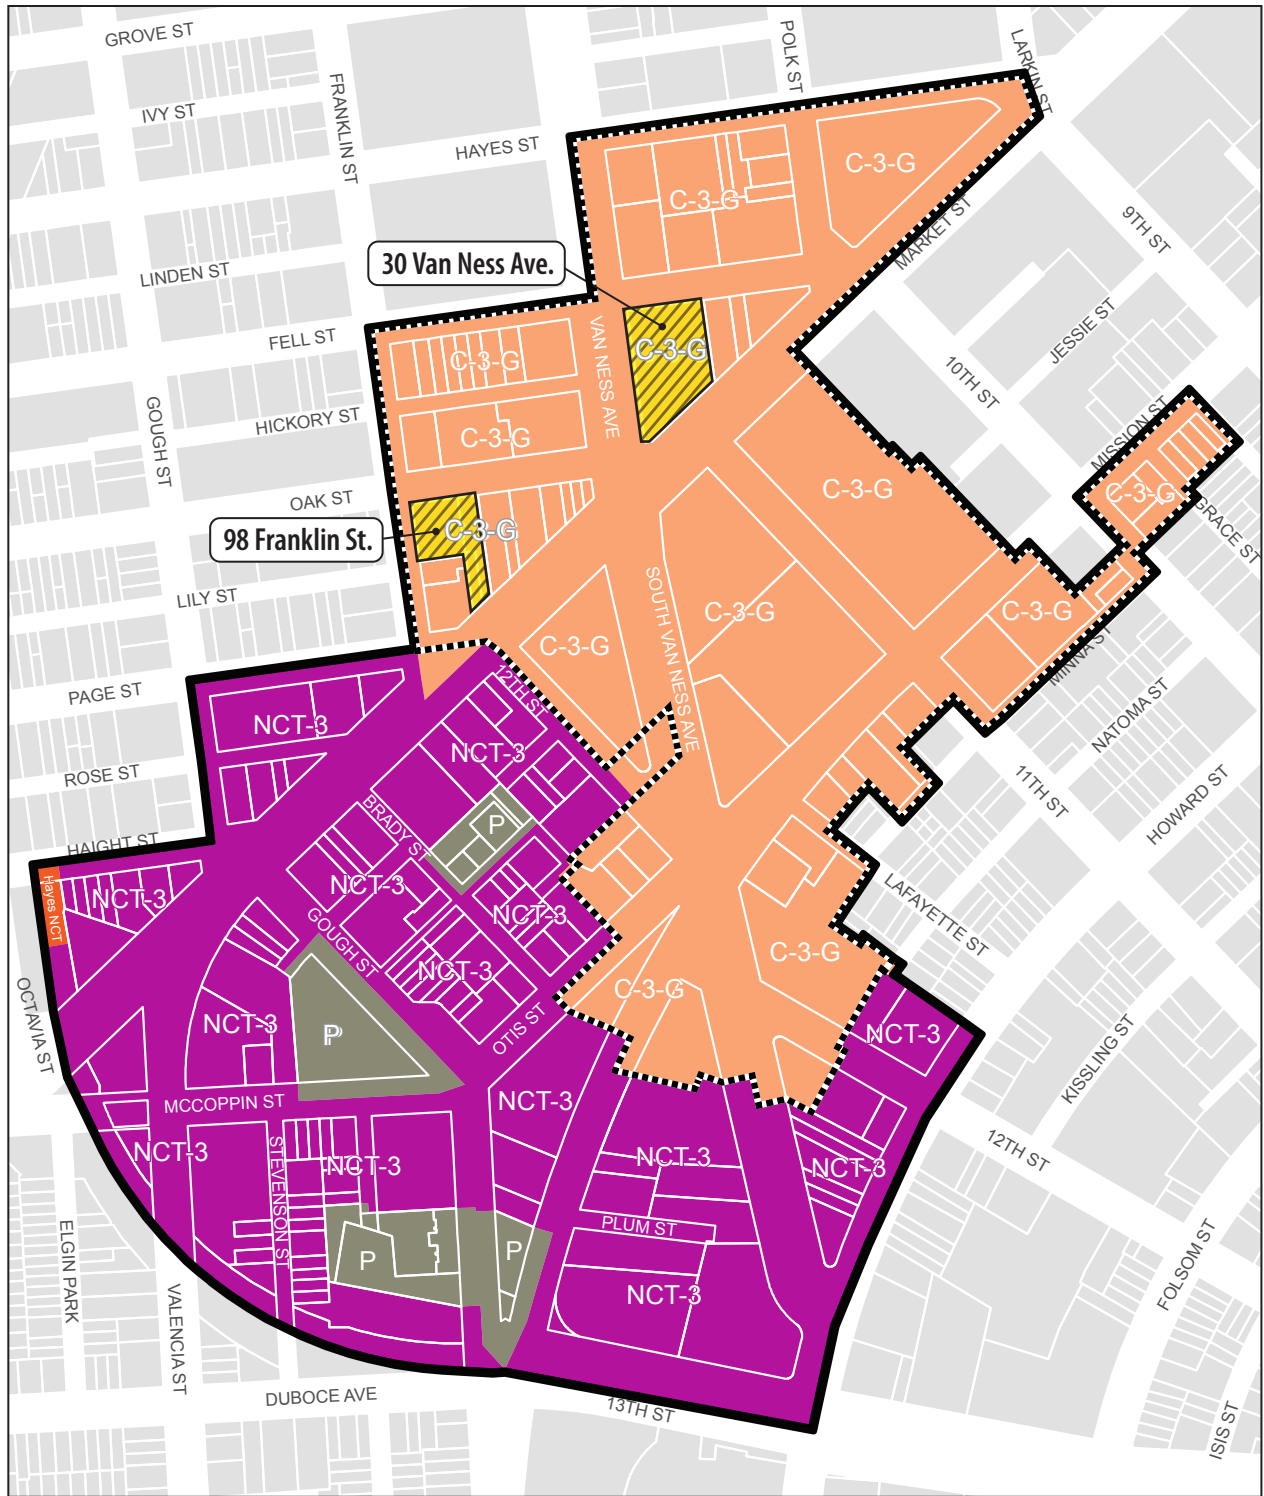 GROVE ST
POLK ST
LARKIN ST
IVY ST
FRANKLIN ST
HAYES ST
C-3-G
C-3-G
9TH ST
MARKET ST
LINDEN ST
30 Van Ness Ave.
FELL ST
VAN NESS AVE
C-3-G
C-3-G
JESSIE ST
10TH ST
HICKORY ST
GOUGH ST
C-3-G
MISSION ST
OAK ST
C-3-G
C-3-G
GRACE ST
98 Franklin St.
C-3-G
LILY ST
SOUTH VAN NESS AVE
C-3-G
C-3-G
C-3-G
MINNA ST
PAGE ST
12TH ST
NATOMA ST
NCT-3
NCT-3
ROSE ST
11TH ST
HOWARD ST
BRADY ST
P
HAIGHT ST
Hayes NCT
NCT-3
NCT-3
NCT-3
LAFAYETTE ST
GOUGH ST
C-3-G
NCT-3
C-3-G
OCTAVIA ST
NCT-3
P
OTIS ST
NCT-3
KISSLING ST
MCCOPPIN ST
NCT-3
NCT-3
STEVENSON ST
NCT-3
NCT-3
NCT-3
12TH ST
PLUM ST
ELGIN PARK
P
P
FOLSOM ST
VALENCIA ST
NCT-3
DUBOCE AVE
13TH ST
ISIS ST